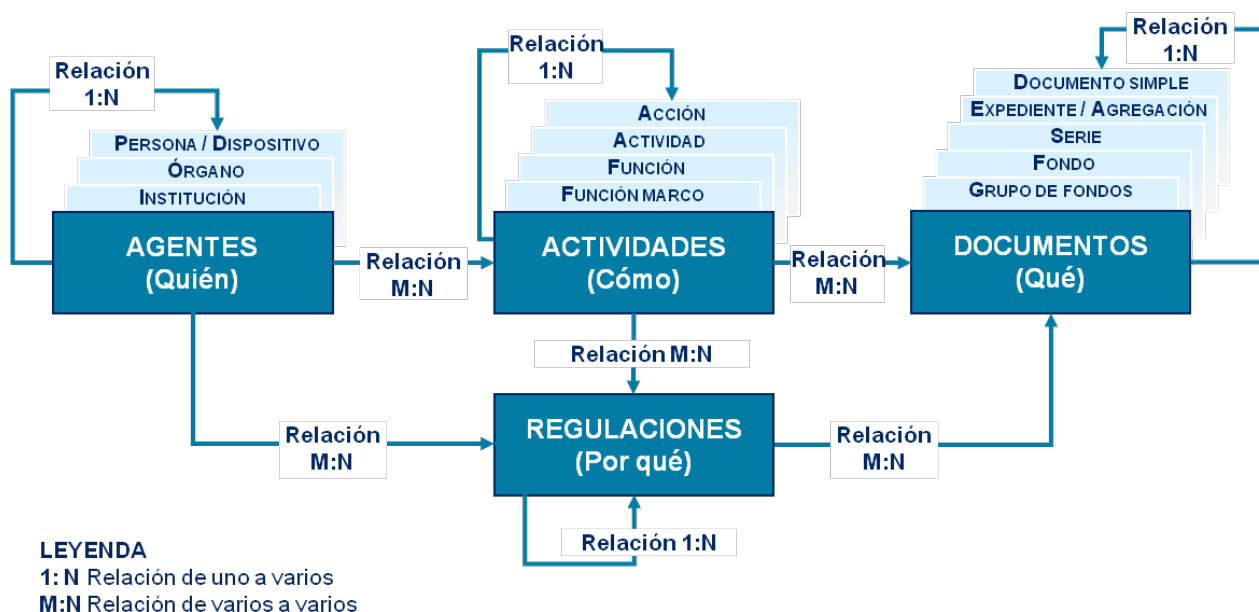 Relación
1:N
PERSONA / DISPOSITIVO
ÓRGANO
INSTITUCIÓN
AGENTES
(Quién)
Relación
M:N
Relación
1:N
ACCIÓN
ACTIVIDAD
FUNCIÓN
FUNCIÓN MARCO
ACTIVIDADES
(Cómo)
Relación
M:N
Relación
1:N
DOCUMENTO SIMPLE
EXPEDIENTE / AGREGACIÓN
SERIE
FONDO
GRUPO DE FONDOS
DOCUMENTOS
(Qué)
Relación M:N
Relación
M:N
REGULACIONES
(Por qué)
Relación
M:N
Relación 1:N
LEYENDA
1: N Relación de uno a varios
M:N Relación de varios a varios